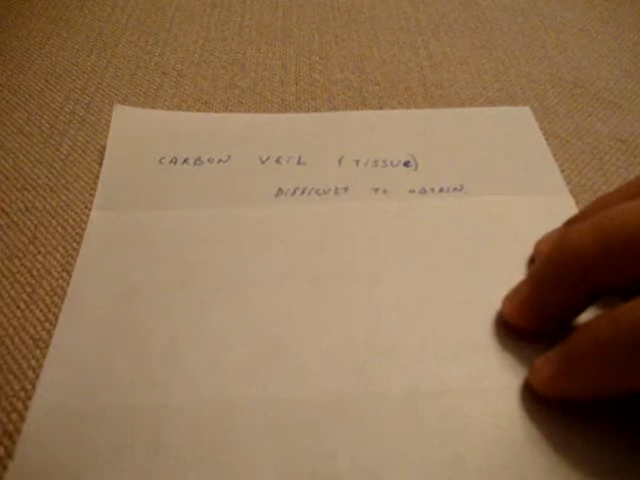 CARBON VEIL (TISSUE)
DIFFICULT TO OBTAIN.